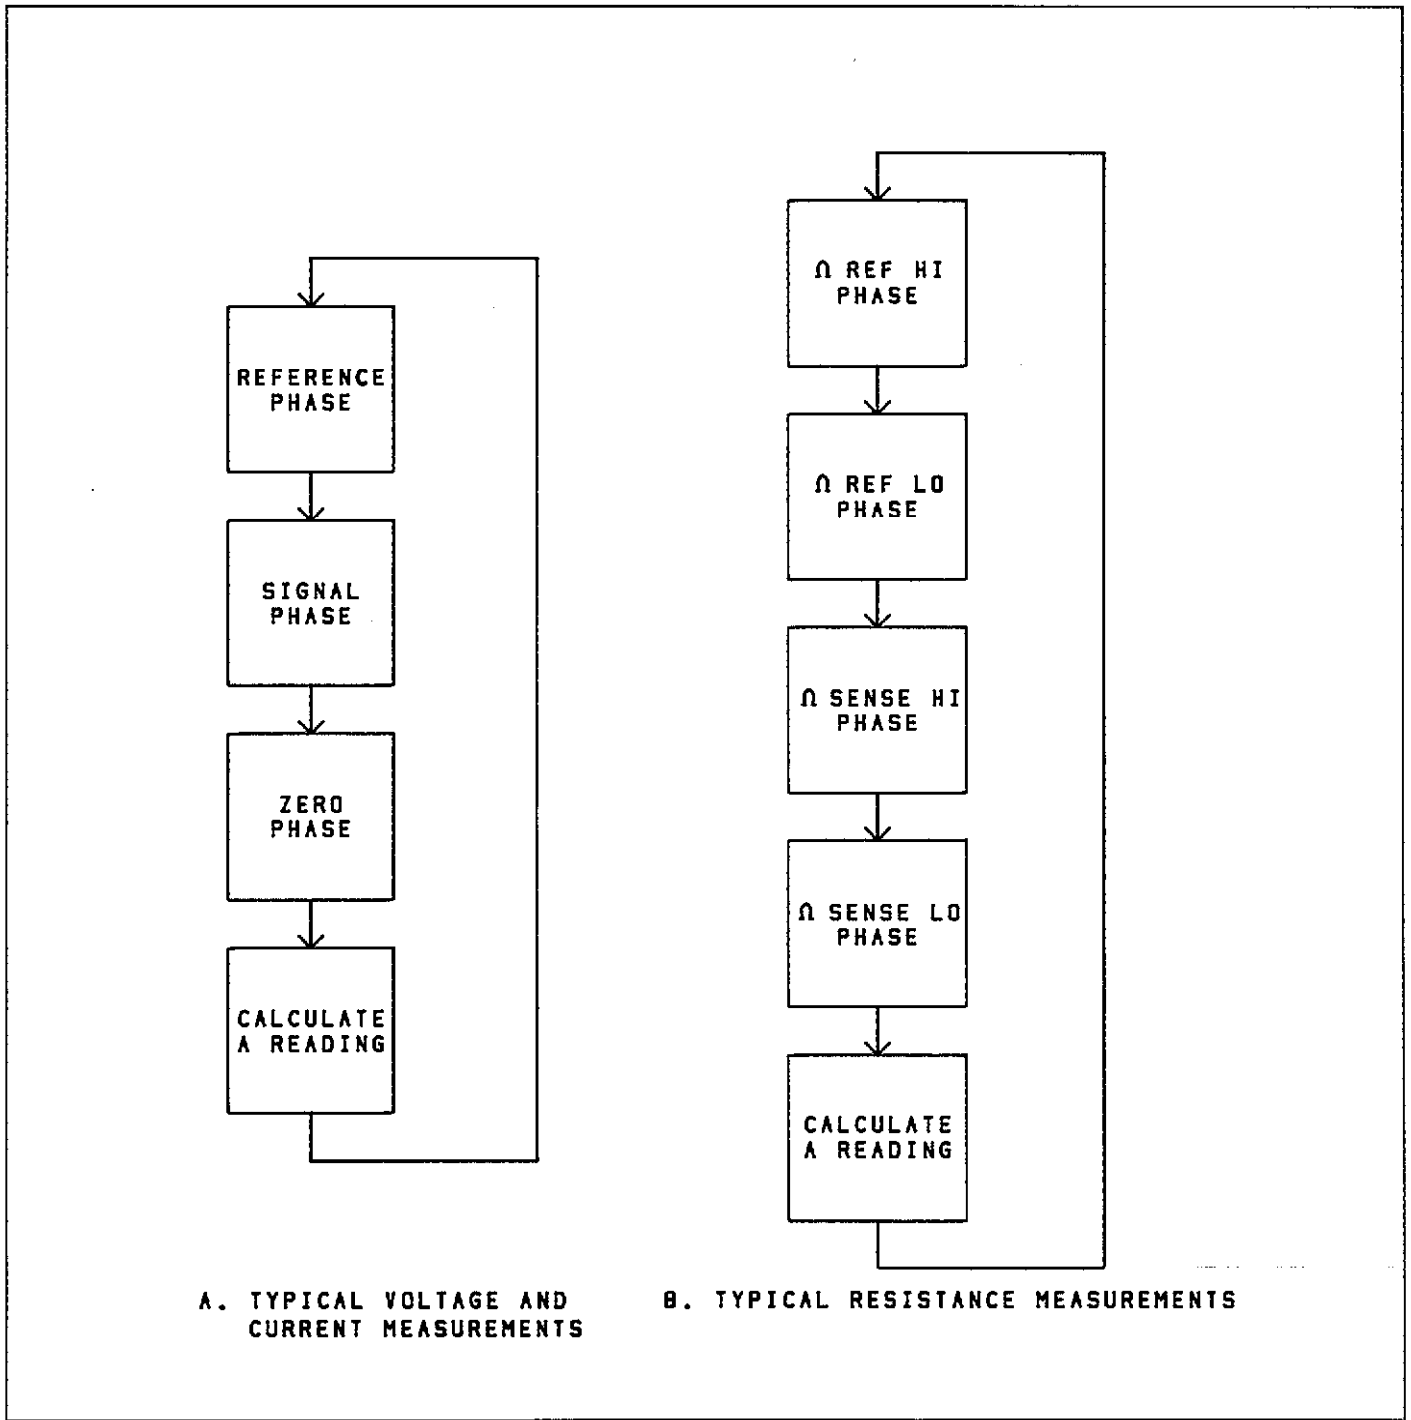 REFERENCE
PHASE
SIGNAL
PHASE
ZERO
PHASE
CALCULATE
A READING
A. TYPICAL VOLTAGE AND
CURRENT MEASUREMENTS
Ω REF HI
PHASE
Ω REF LO
PHASE
Ω SENSE HI
PHASE
Ω SENSE LO
PHASE
CALCULATE
A READING
B. TYPICAL RESISTANCE MEASUREMENTS